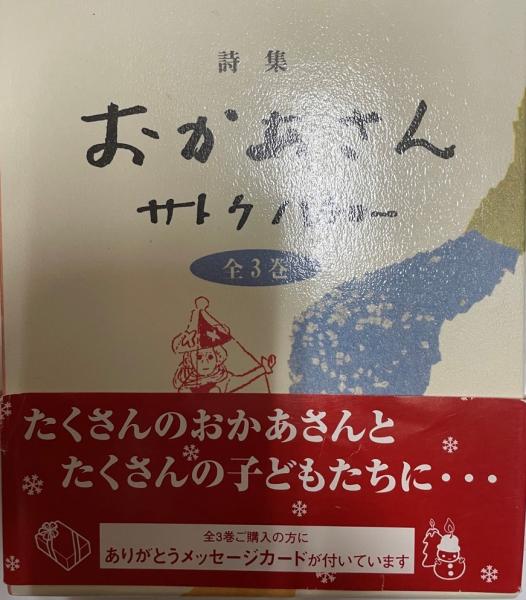 詩集
おかあさん
サトウハチロー
全3巻
たくさんのおかあさんと
たくさんの子どもたちに・・・
全3巻ご購入の方に
ありがとうメッセージカードが付いています